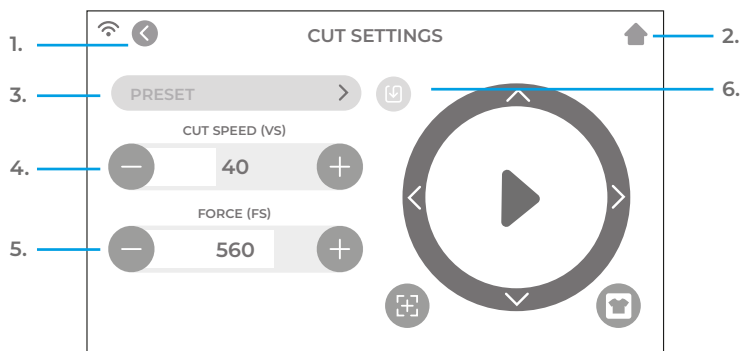 1.
CUT SETTINGS
2.
3.
PRESET
6.
CUT SPEED (VS)
4.
40
FORCE (FS)
5.
560